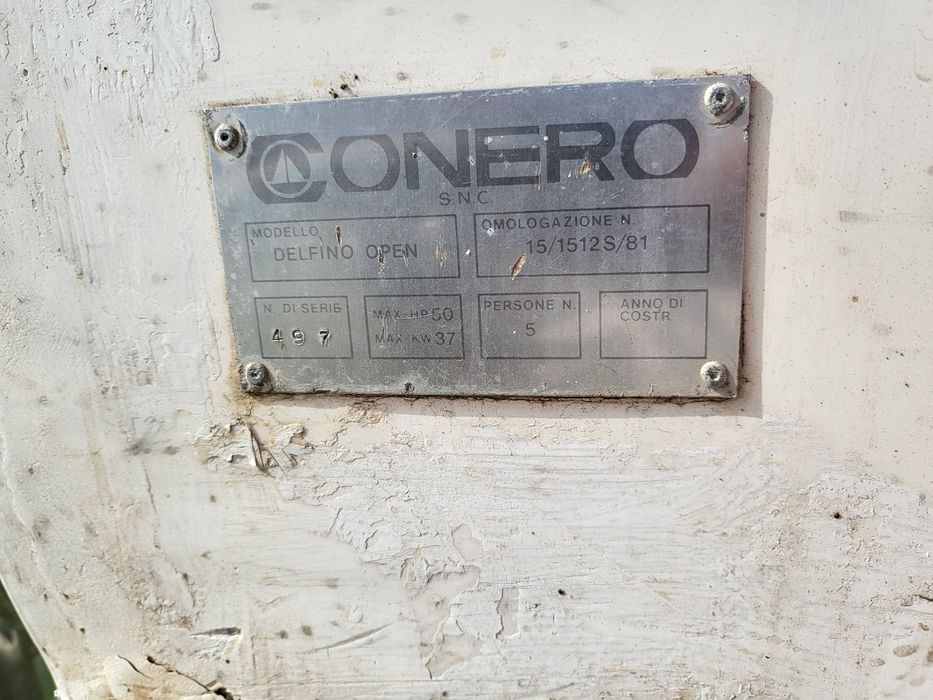 CONERO
S.N.C.
MODELLO
DELFINO OPEN
OMOLOGAZIONE N.
15/1512S/81
N. DI SERIE
497
MAX-HP 50
MAX-KW 37
PERSONE N.
5
ANNO DI
COSTR.